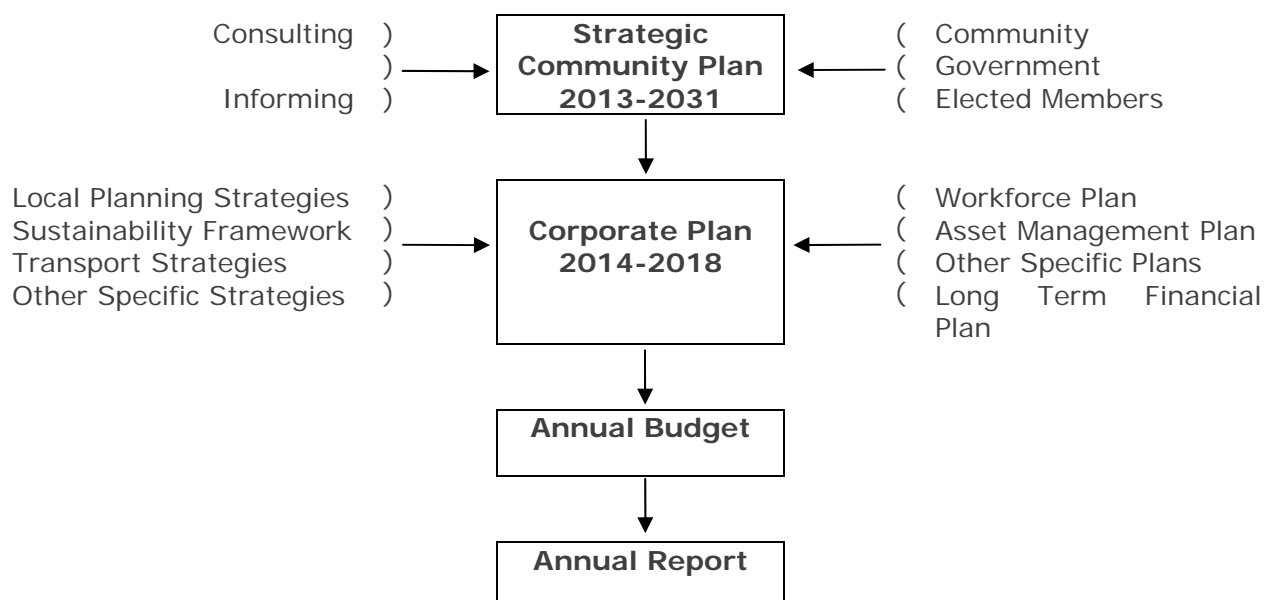 Consulting )
)
Informing )
Strategic
Community Plan
2013-2031
( Community
( Government
( Elected Members
Local Planning Strategies )
Sustainability Framework )
Transport Strategies )
Other Specific Strategies )
Corporate Plan
2014-2018
( Workforce Plan
( Asset Management Plan
( Other Specific Plans
( Long Term Financial
Plan
Annual Budget
Annual Report